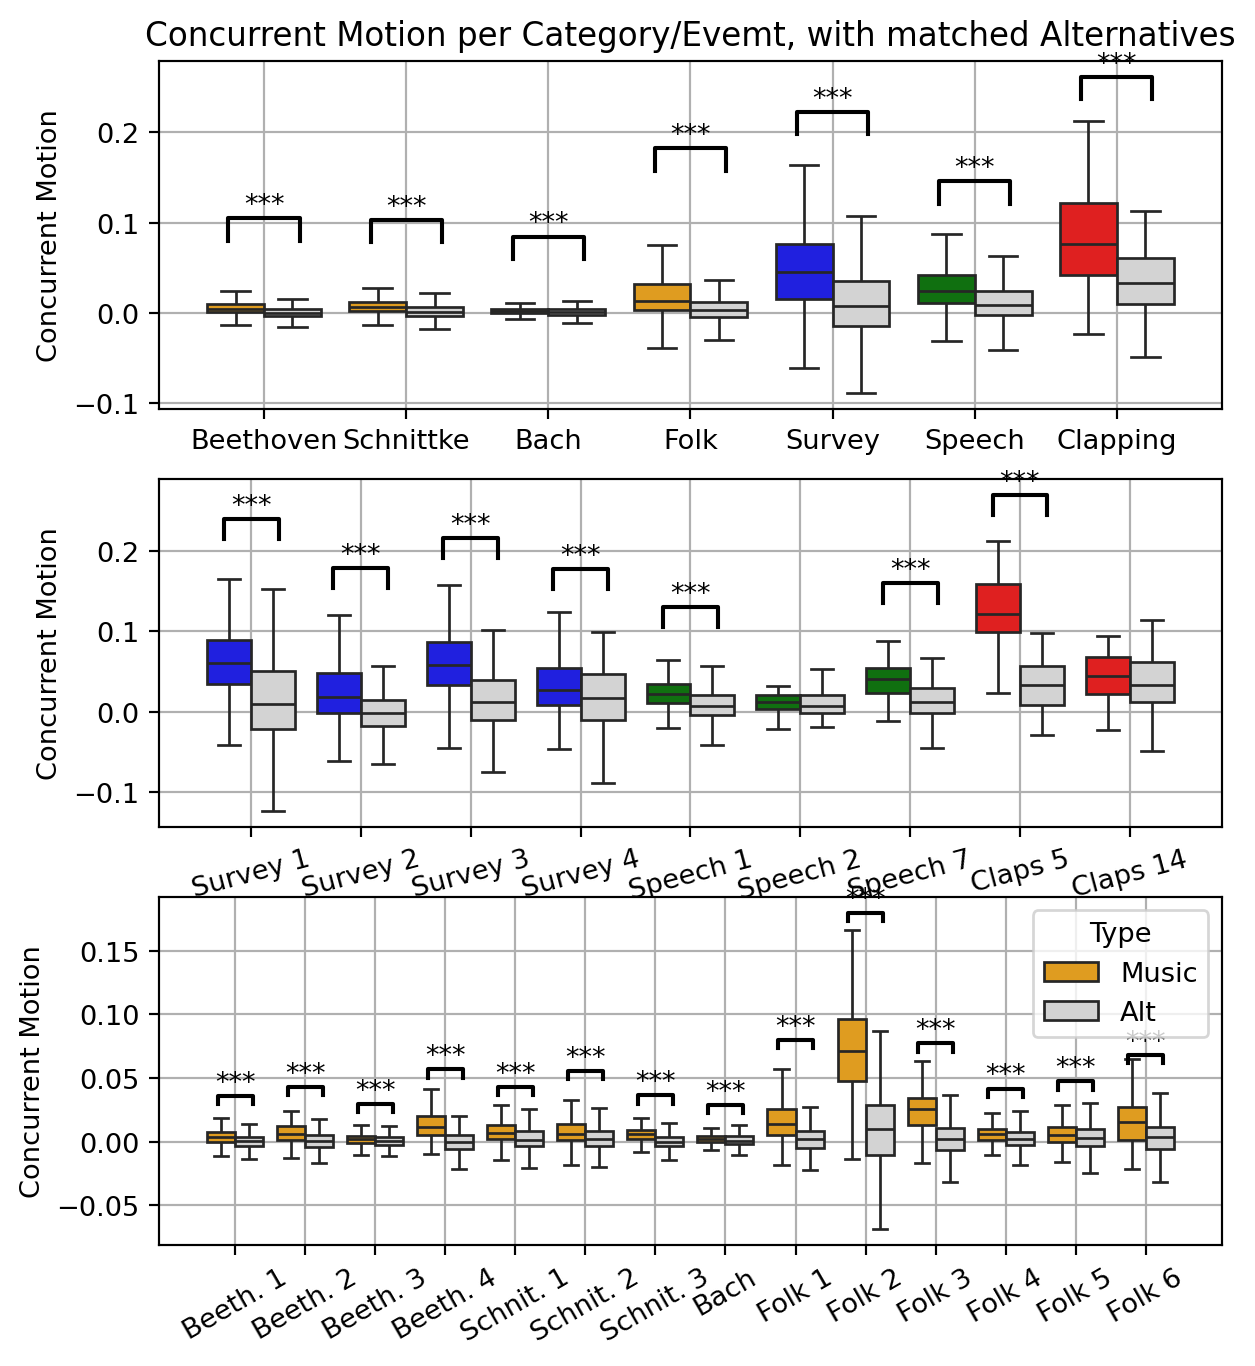 Concurrent Motion per Category/Evemt, with matched Alternatives
Concurrent Motion
0.2
0.1
0.0
−0.1
*** *** *** *** *** *** ***
Beethoven Schnittke Bach Folk Survey Speech Clapping
Concurrent Motion
0.2
0.1
0.0
−0.1
*** *** *** *** *** *** ***
Survey 1 Survey 2 Survey 3 Survey 4 Speech 1 Speech 2 Speech 7 Claps 5 Claps 14
Concurrent Motion
0.15
0.10
0.05
0.00
−0.05
*** *** *** *** *** *** *** *** *** *** *** *** *** ***
Type
Music
Alt
Beeth. 1 Beeth. 2 Beeth. 3 Beeth. 4 Schnit. 1 Schnit. 2 Schnit. 3 Bach Folk 1 Folk 2 Folk 3 Folk 4 Folk 5 Folk 6